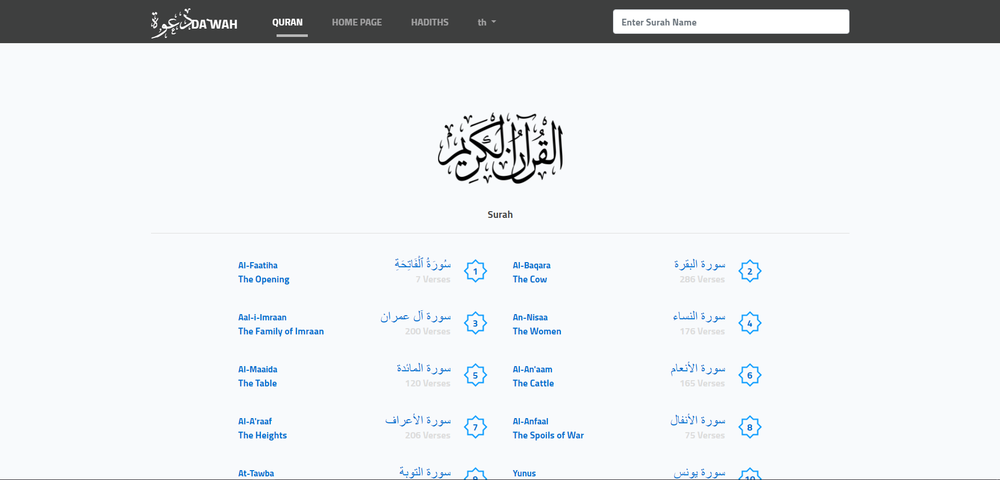 دعوة DA`WAH
QURAN
HOME PAGE
HADITHS
th
Enter Surah Name
القرآن الكريم
Surah
Al-Faatiha
The Opening
سُورَةُ ٱلْفَاتِحَةِ
7 Verses
1
Al-Baqara
The Cow
سورة البقرة
286 Verses
2
Aal-i-Imraan
The Family of Imraan
سورة آل عمران
200 Verses
3
An-Nisaa
The Women
سورة النساء
176 Verses
4
Al-Maaida
The Table
سورة المائدة
120 Verses
5
Al-An'aam
The Cattle
سورة الأنعام
165 Verses
6
Al-A'raaf
The Heights
سورة الأعراف
206 Verses
7
Al-Anfaal
The Spoils of War
سورة الأنفال
75 Verses
8
At-Tawba
سورة التوبة
9
Yunus
سورة يونس
10